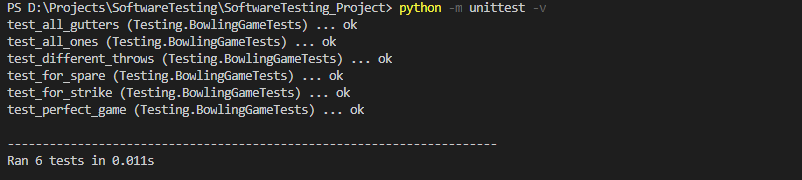 PS D:\Projects\SoftwareTesting\SoftwareTesting_Project> python -m unittest -v
test_all_gutters (Testing.BowlingGameTests) ... ok
test_all_ones (Testing.BowlingGameTests) ... ok
test_different_throws (Testing.BowlingGameTests) ... ok
test_for_spare (Testing.BowlingGameTests) ... ok
test_for_strike (Testing.BowlingGameTests) ... ok
test_perfect_game (Testing.BowlingGameTests) ... ok
----------------------------------------------------------------------
Ran 6 tests in 0.011s